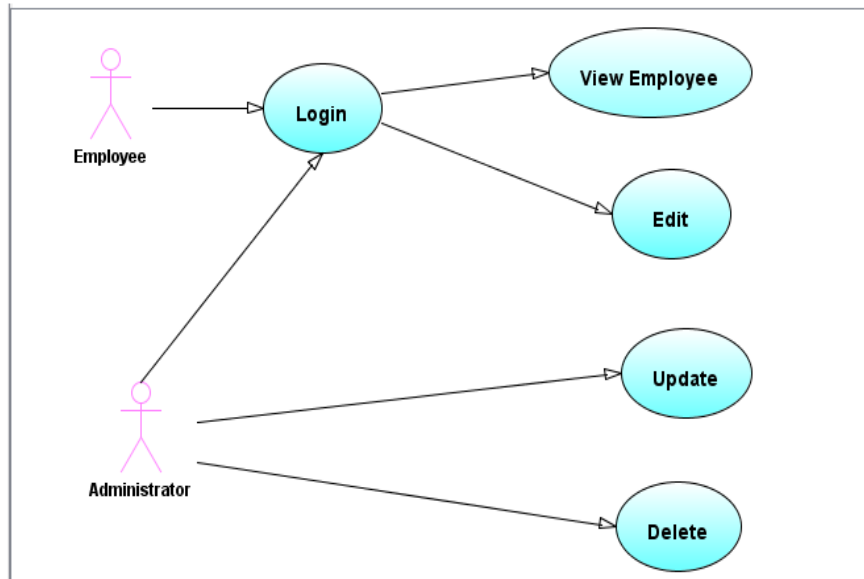 View Employee
Login
Employee
Edit
Update
Administrator
Delete